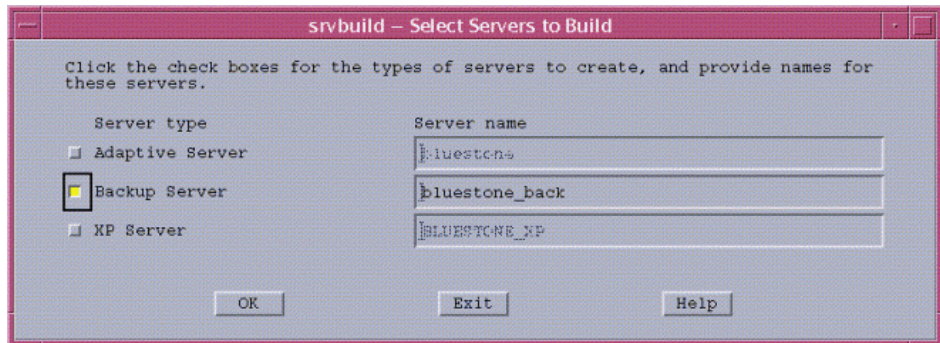 srvbuild – Select Servers to Build
Click the check boxes for the types of servers to create, and provide names for
these servers.
Server type Server name
Adaptive Server bluestone
Backup Server bluestone_back
XP Server BLUESTONE_XP
OK Exit Help